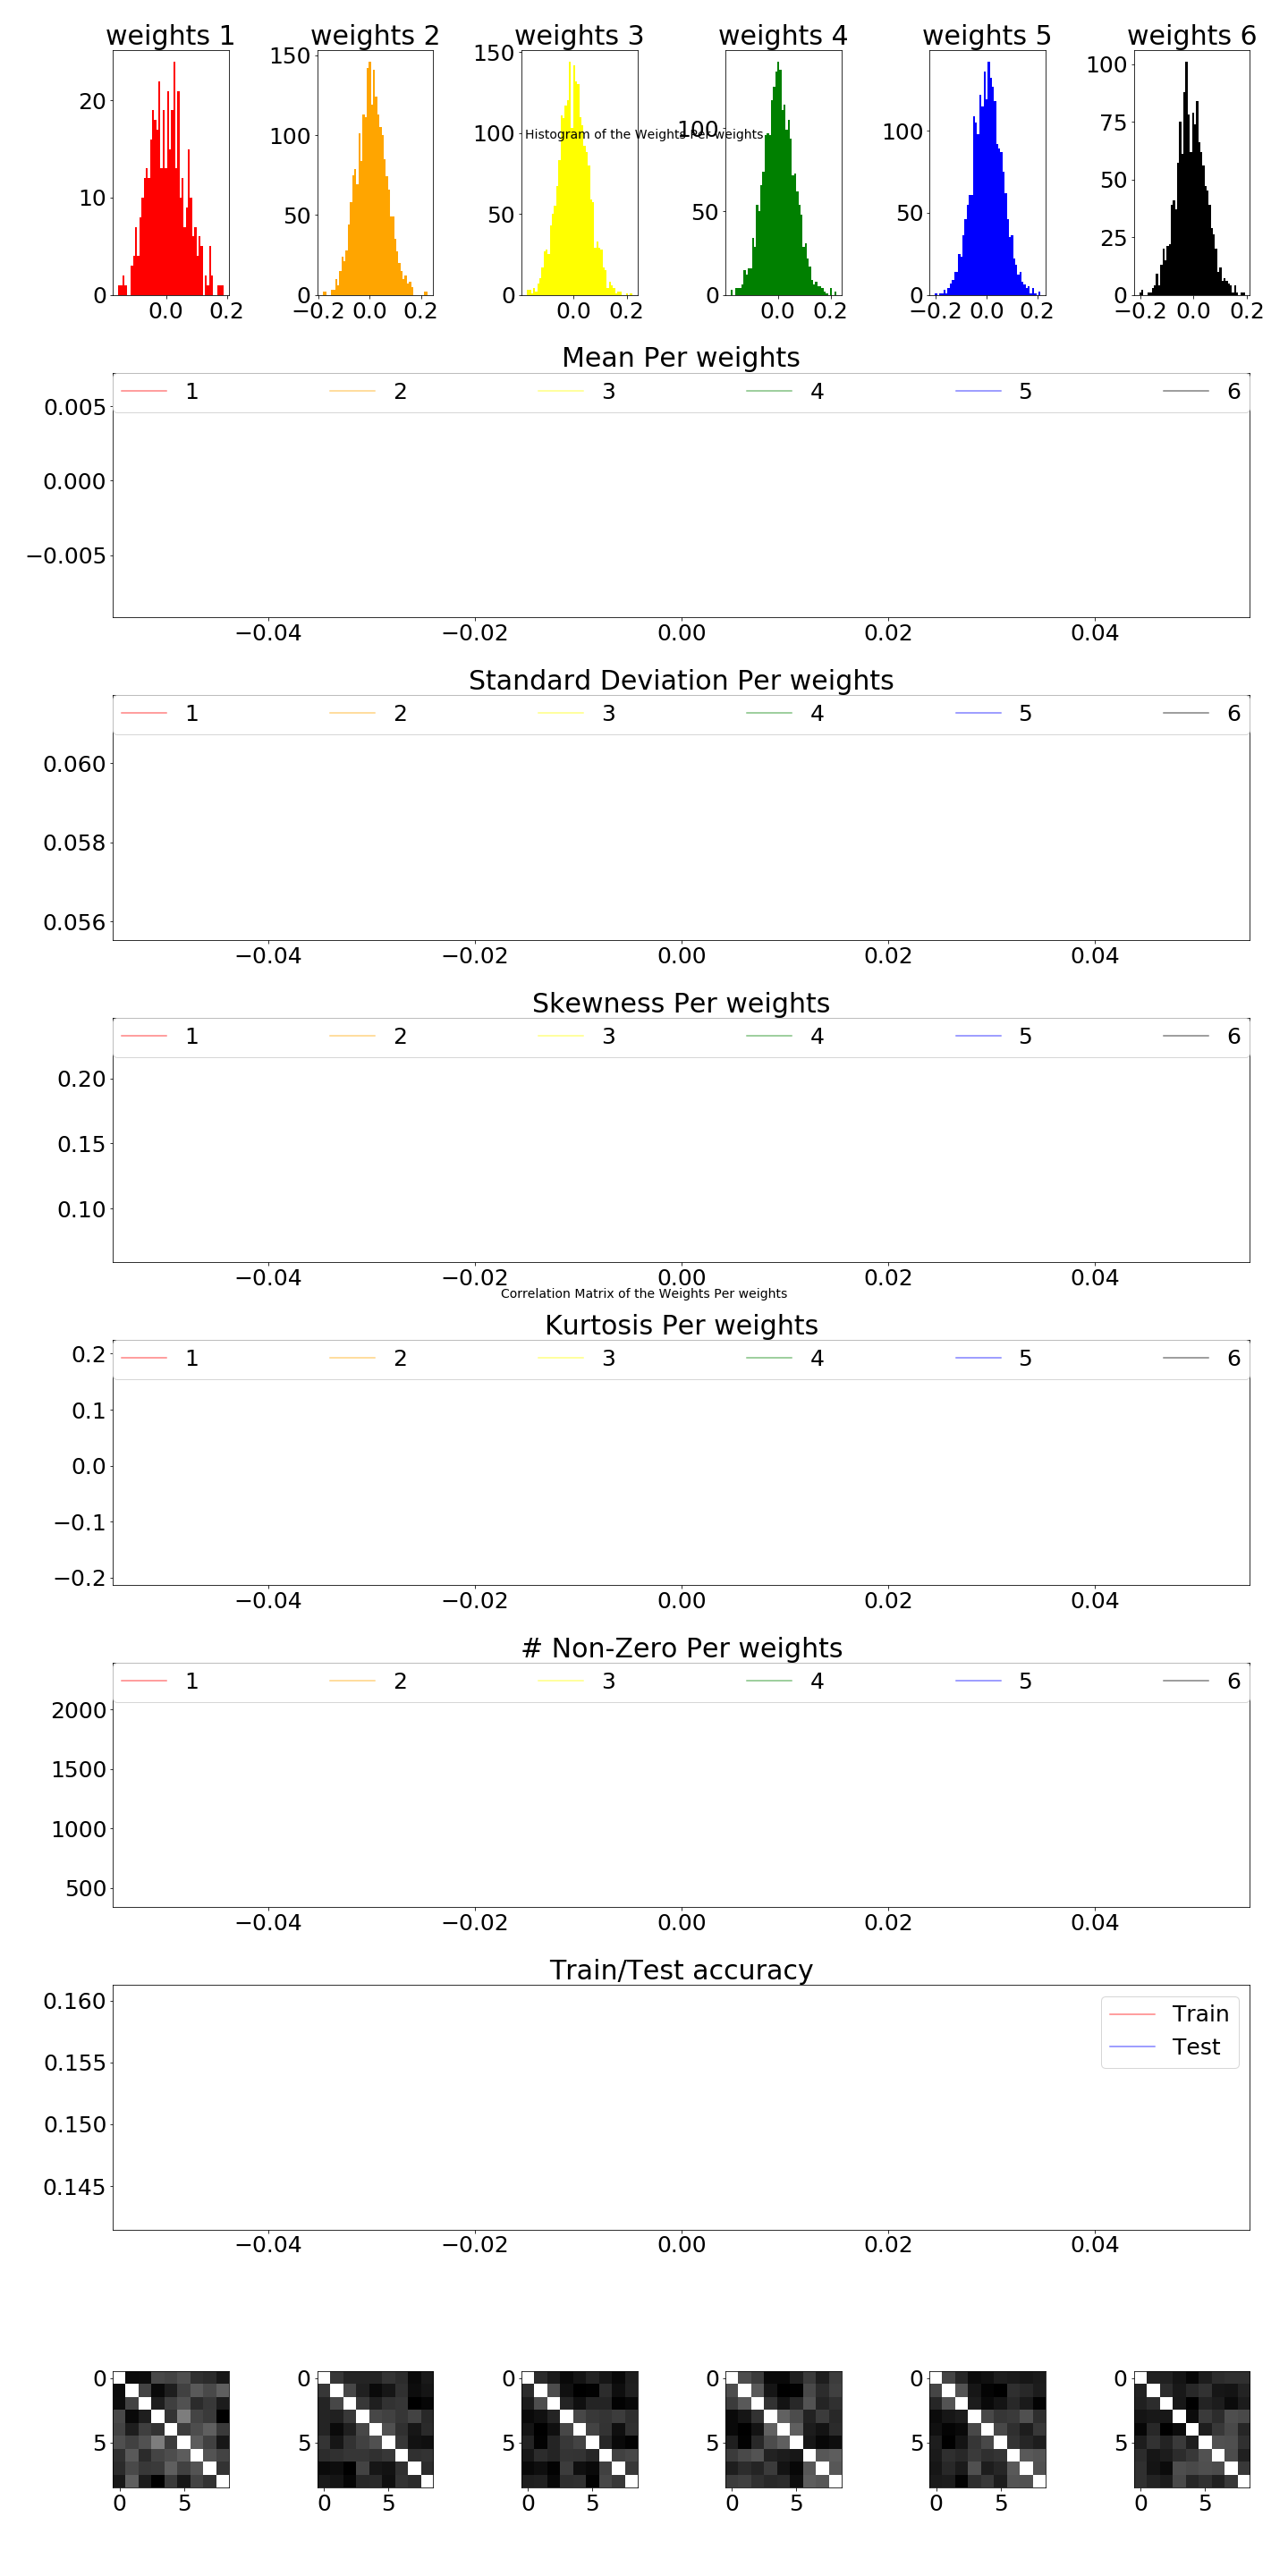 weights 1 weights 2 weights 3 weights 4 weights 5 weights 6
20
10
0
0.0 0.2
150
100
50
0
−0.2 0.0 0.2
150
100
50
0
0.0 0.2
100
50
0
0.0 0.2
100
50
0
−0.2 0.0 0.2
100
75
50
25
0
−0.2 0.0 0.2
Histogram of the Weights Per weights
Mean Per weights
1 2 3 4 5 6
0.005
0.000
−0.005
−0.04 −0.02 0.00 0.02 0.04
Standard Deviation Per weights
1 2 3 4 5 6
0.060
0.058
0.056
−0.04 −0.02 0.00 0.02 0.04
Skewness Per weights
1 2 3 4 5 6
0.20
0.15
0.10
−0.04 −0.02 0.00 0.02 0.04
Correlation Matrix of the Weights Per weights
Kurtosis Per weights
1 2 3 4 5 6
0.2
0.1
0.0
−0.1
−0.2
−0.04 −0.02 0.00 0.02 0.04
# Non-Zero Per weights
1 2 3 4 5 6
2000
1500
1000
500
−0.04 −0.02 0.00 0.02 0.04
Train/Test accuracy
Train
Test
0.160
0.155
0.150
0.145
−0.04 −0.02 0.00 0.02 0.04
0 0 0 0 0 0
5 5 5 5 5 5
0 5 0 5 0 5 0 5 0 5 0 5